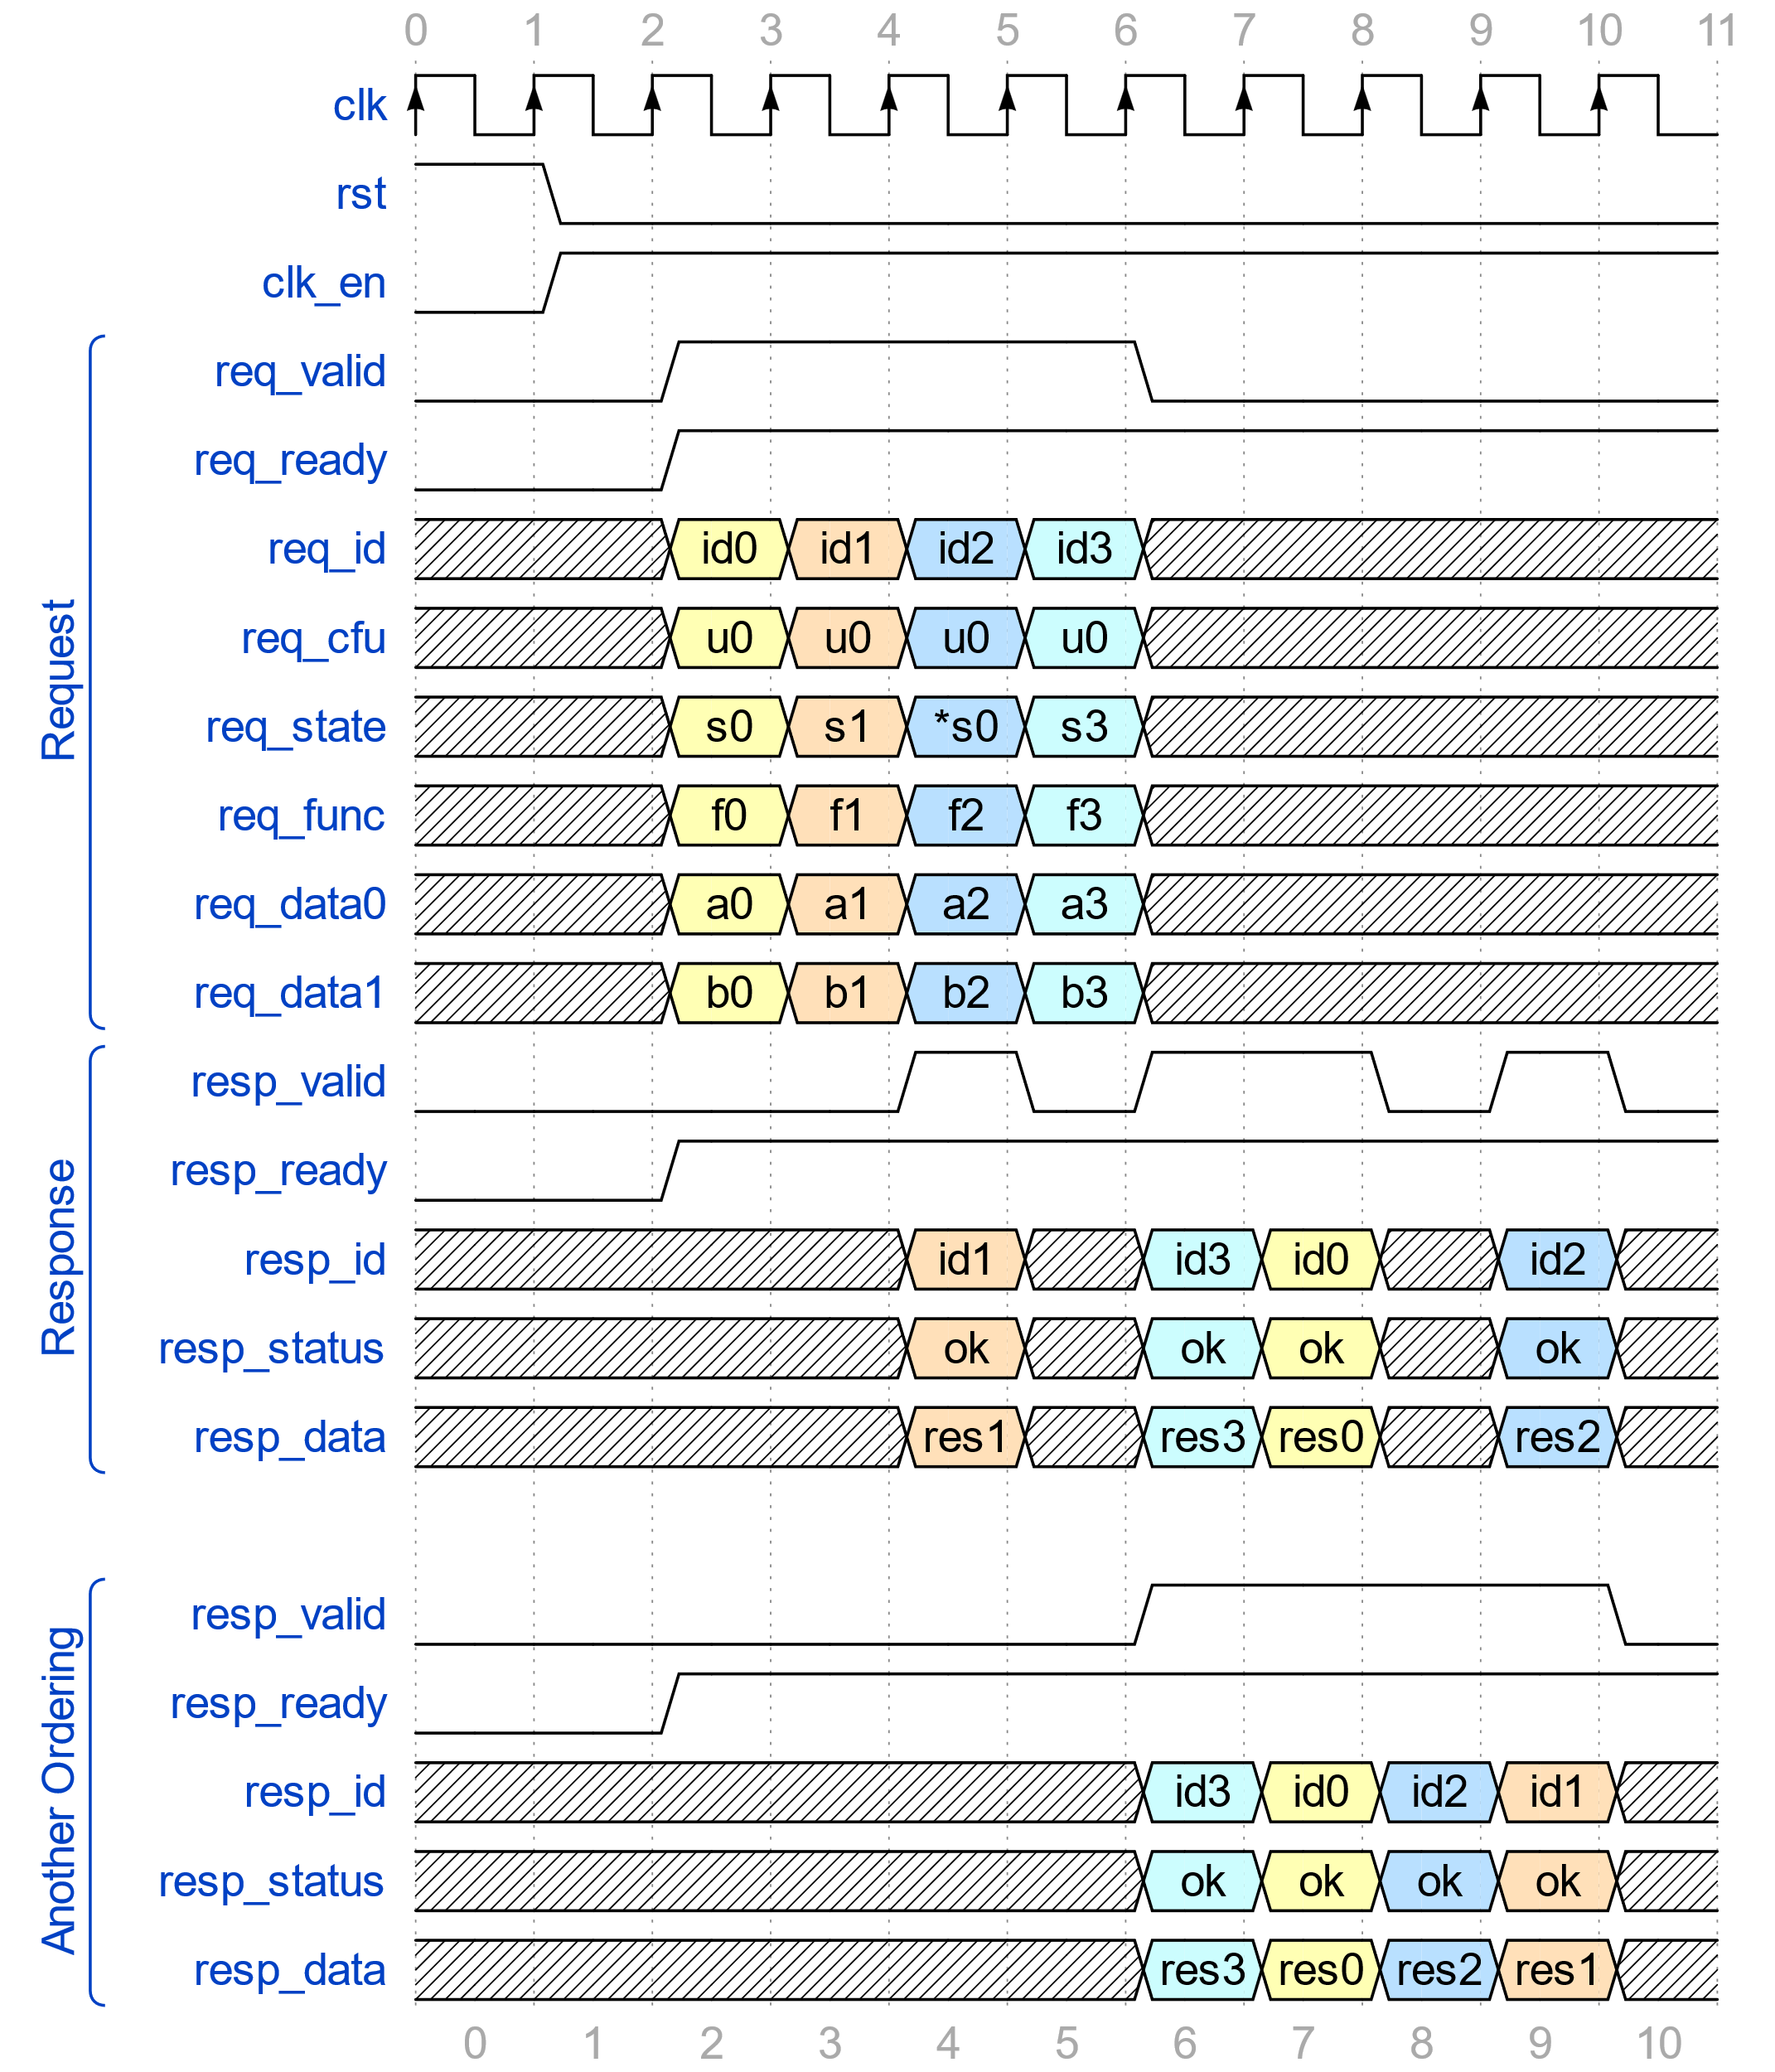 0 1 2 3 4 5 6 7 8 9 10 11
clk
rst
clk_en
Request
req_valid
req_ready
req_id id0 id1 id2 id3
req_cfu u0 u0 u0 u0
req_state s0 s1 *s0 s3
req_func f0 f1 f2 f3
req_data0 a0 a1 a2 a3
req_data1 b0 b1 b2 b3
Response
resp_valid
resp_ready
resp_id id1 id3 id0 id2
resp_status ok ok ok ok
resp_data res1 res3 res0 res2
Another Ordering
resp_valid
resp_ready
resp_id id3 id0 id2 id1
resp_status ok ok ok ok
resp_data res3 res0 res2 res1
0 1 2 3 4 5 6 7 8 9 10